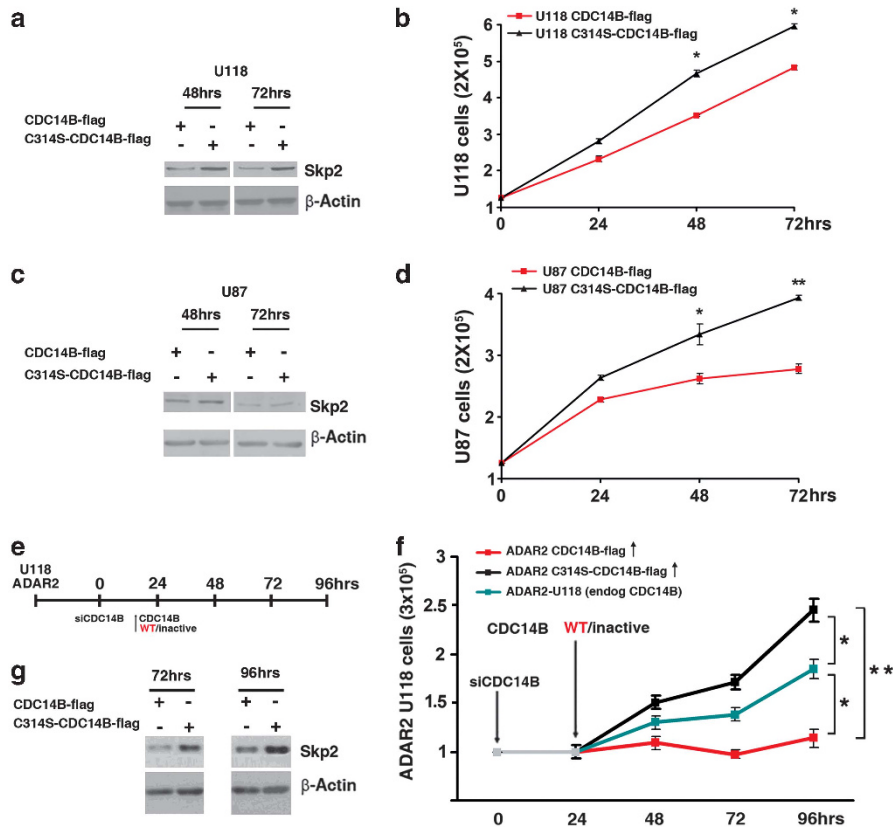 a
U118
48hrs 72hrs
CDC14B-flag + - + -
C314S-CDC14B-flag - + - +
Skp2
β-Actin
b
U118 CDC14B-flag
U118 C314S-CDC14B-flag
U118 cells (2X10⁵)
6
5
4
3
2
1
* *
0 24 48 72hrs
c
U87
48hrs 72hrs
CDC14B-flag + - + -
C314S-CDC14B-flag - + - +
Skp2
β-Actin
d
U87 CDC14B-flag
U87 C314S-CDC14B-flag
U87 cells (2X10⁵)
4
3
2
1
* **
0 24 48 72hrs
e
U118
ADAR2
0 24 48 72 96hrs
siCDC14B
CDC14B
WT/inactive
f
ADAR2 CDC14B-flag ↑
ADAR2 C314S-CDC14B-flag ↑
ADAR2-U118 (endog CDC14B)
ADAR2 U118 cells (3x10⁵)
3
2.5
2
1.5
1
CDC14B WT/inactive
siCDC14B
*
*
**
0 24 48 72 96hrs
g
72hrs 96hrs
CDC14B-flag + - + -
C314S-CDC14B-flag - + - +
Skp2
β-Actin